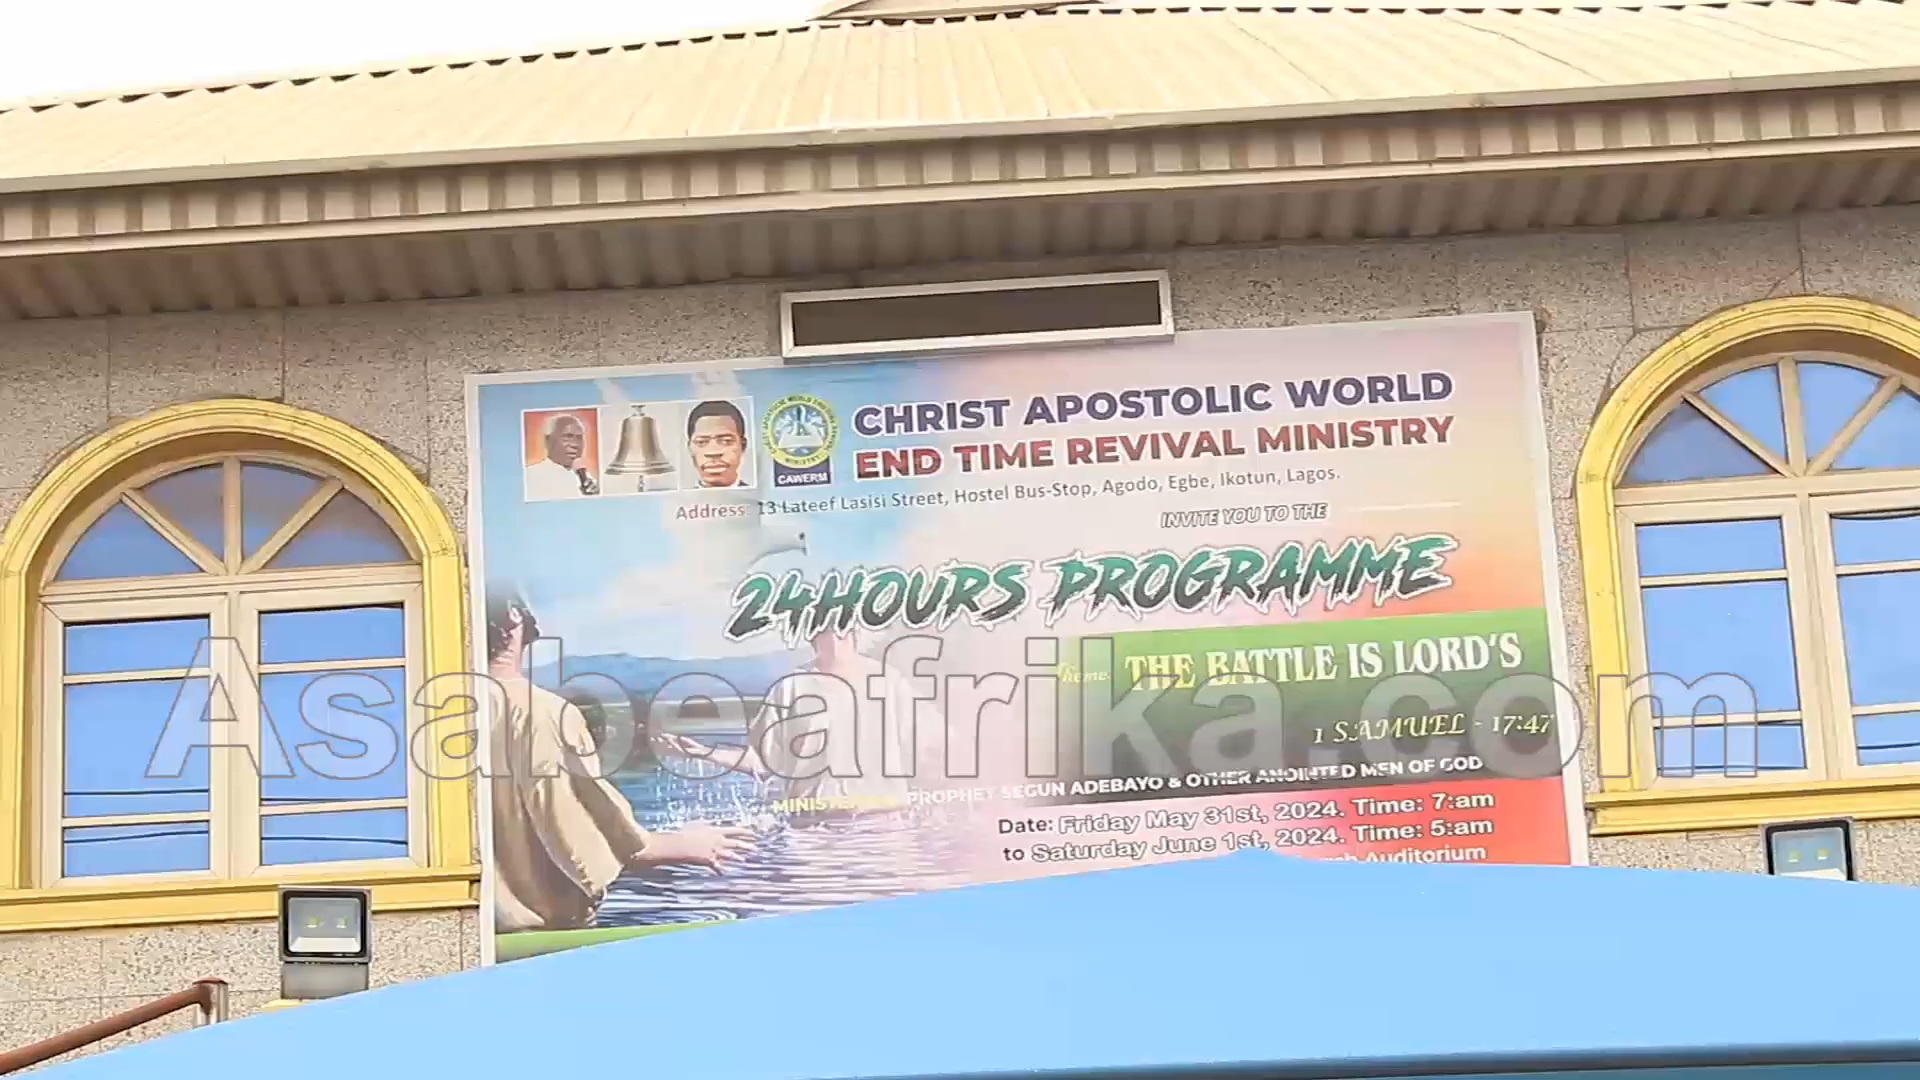 CHRIST APOSTOLIC WORLD
END TIME REVIVAL MINISTRY
CAWERM
Address: 13 Lateef Lasisi Street, Hostel Bus-Stop, Agodo, Egbe, Ikotun, Lagos.
INVITE YOU TO THE
24HOURS PROGRAMME
Theme: THE BATTLE IS LORD'S
1 SAMUEL - 17:47
Asabeafrika.com
PROPHET SEGUN ADEBAYO & OTHER ANOINTED MEN OF GOD
Date: Friday May 31st, 2024. Time: 7:am
to Saturday June 1st, 2024. Time: 5:am
Auditorium